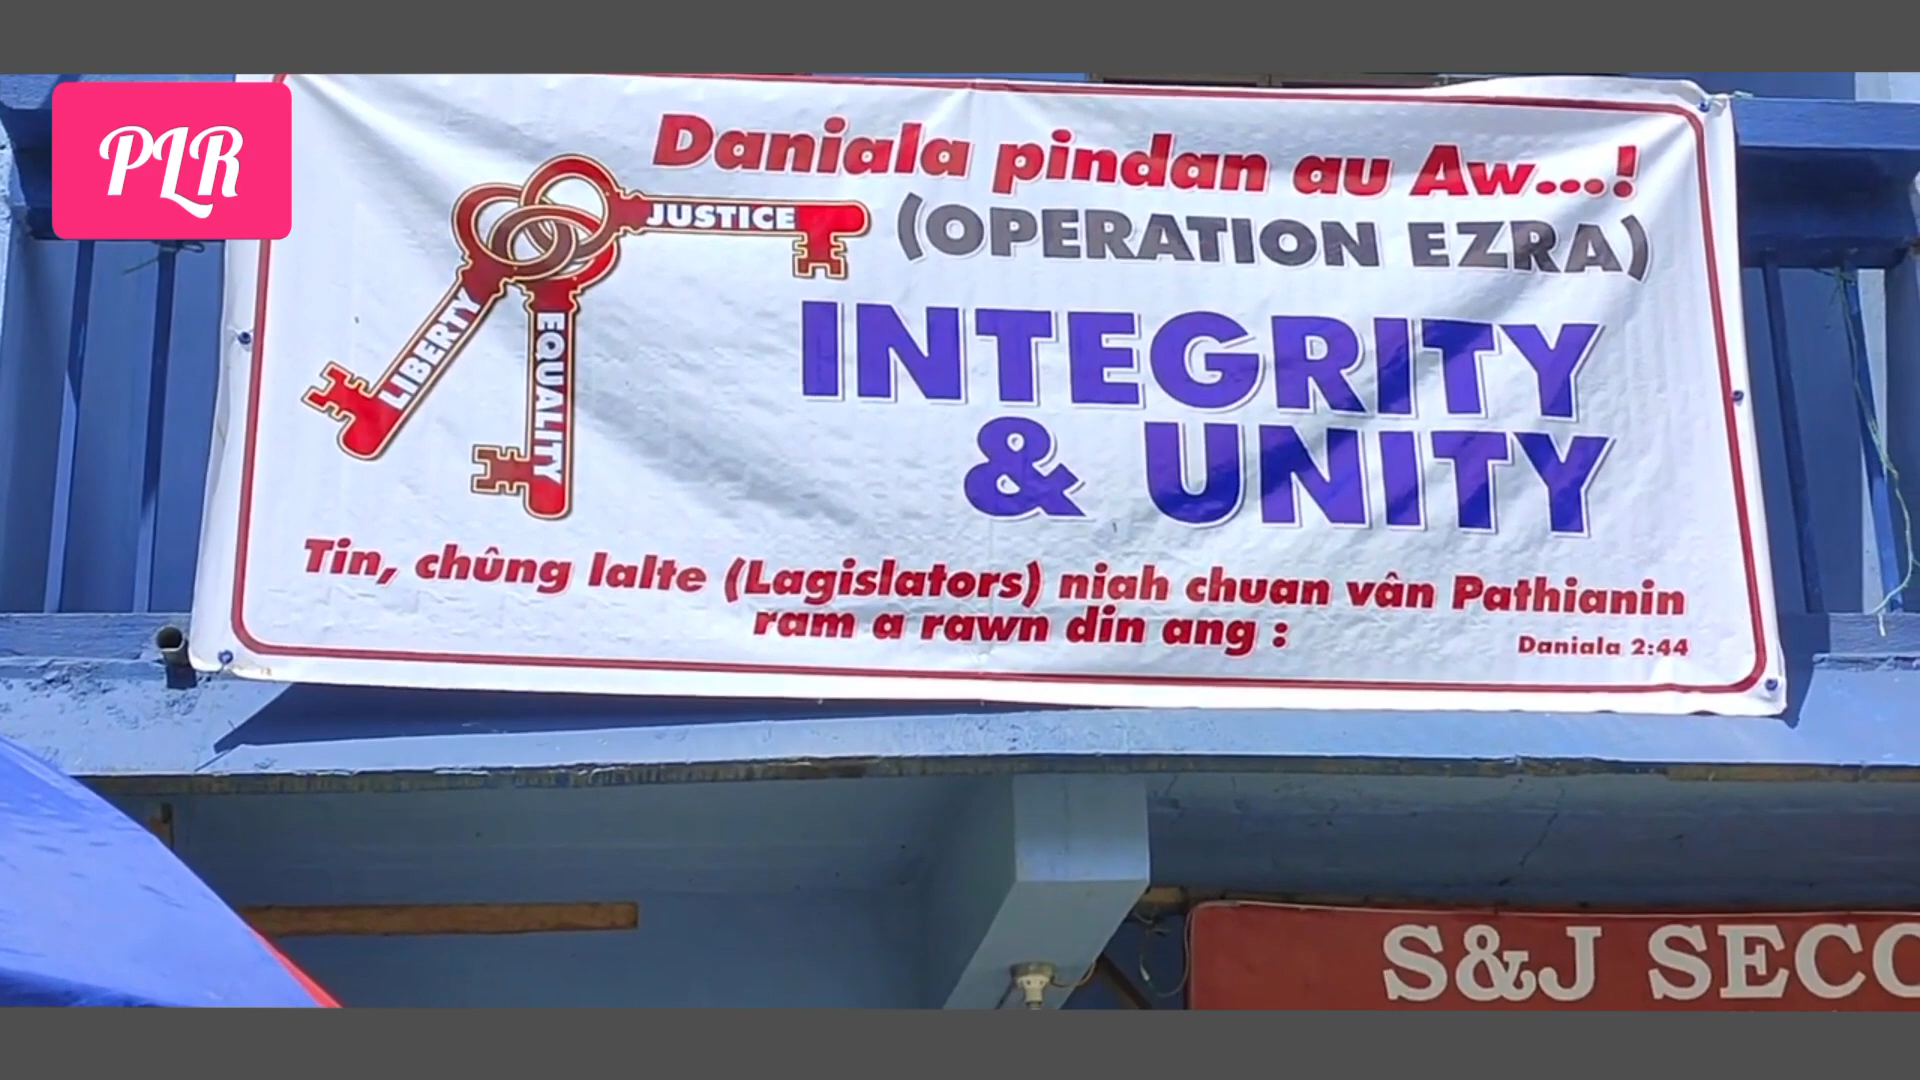 PLR
Daniala pindan au Aw...!
(OPERATION EZRA)
JUSTICE
LIBERTY
EQUALITY
INTEGRITY
& UNITY
Tin, chûng lalte (Lagislators) niah chuan vân Pathianin
ram a rawn din ang :
Daniala 2:44
S&J SECO